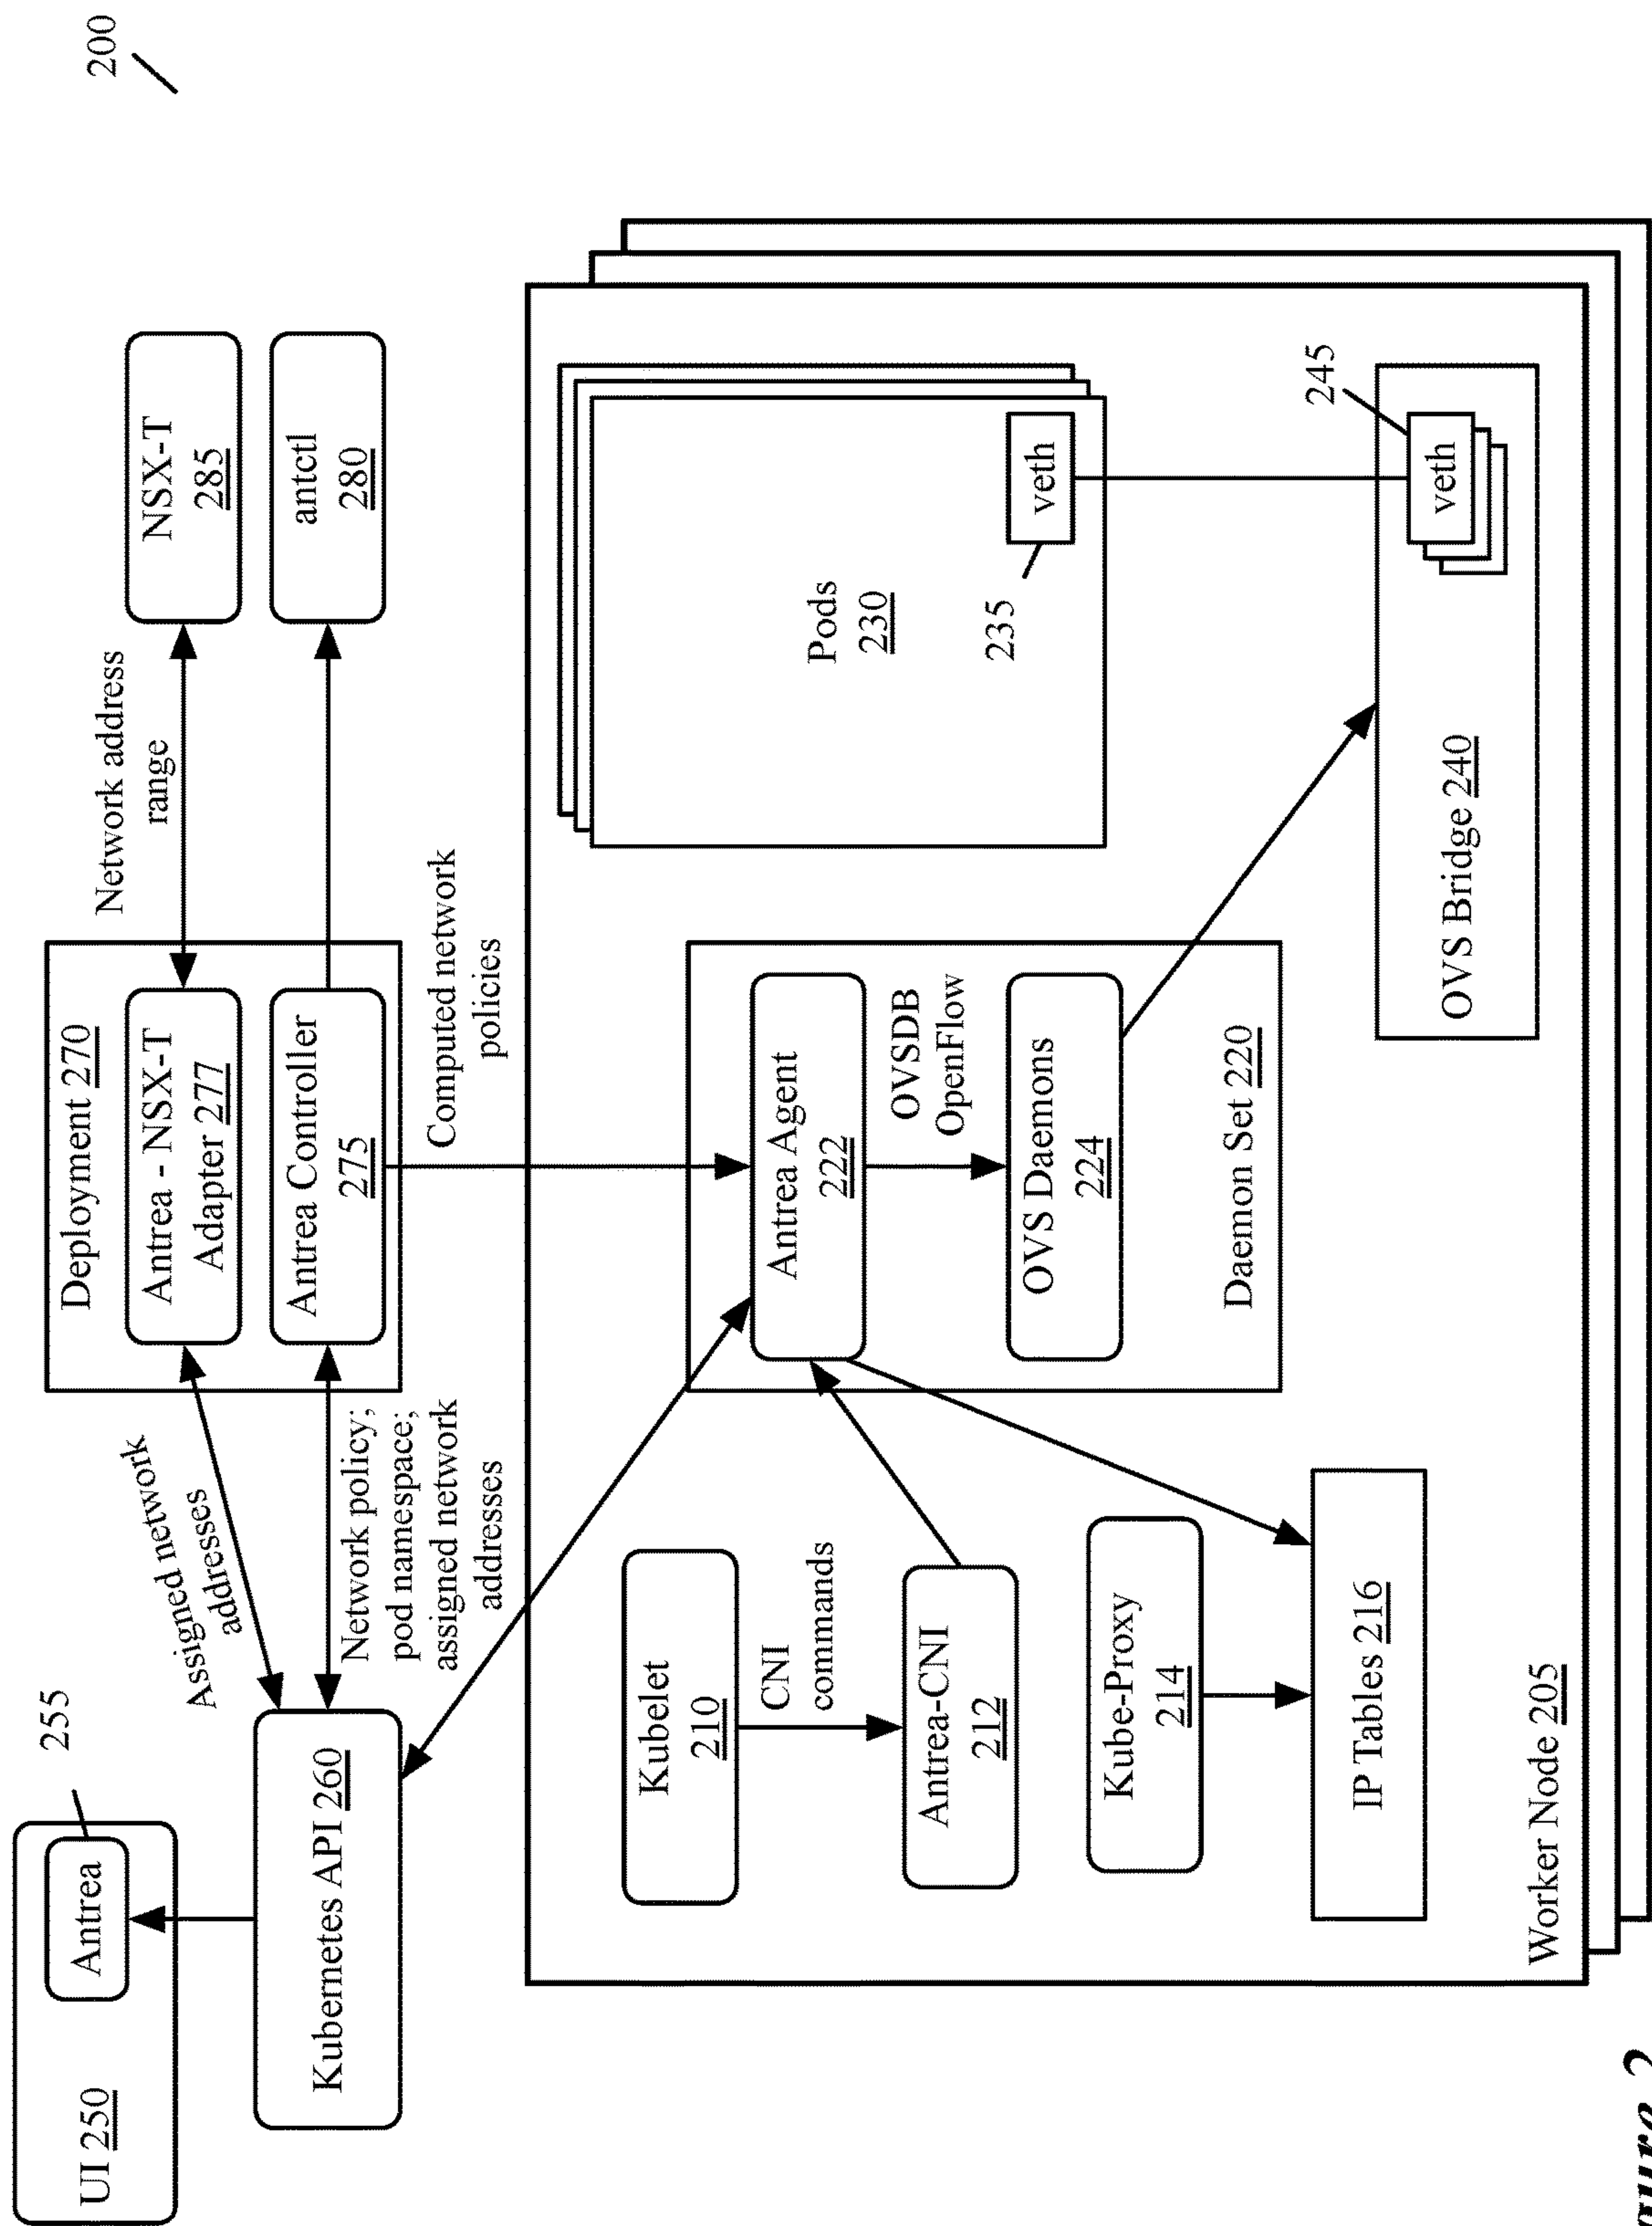 200
UI 250
Antrea
255
Kubernetes API 260
Assigned network
addresses
Network policy;
pod namespace;
assigned network
addresses
Deployment 270
Antrea - NSX-T
Adapter 277
Antrea Controller
275
Network address
range
NSX-T
285
antctl
280
Computed network
policies
Kubelet
210
CNI
commands
Antrea-CNI
212
Kube-Proxy
214
IP Tables 216
Antrea Agent
222
OVSDB
OpenFlow
OVS Daemons
224
Daemon Set 220
Pods
230
235
veth
245
veth
OVS Bridge 240
Worker Node 205